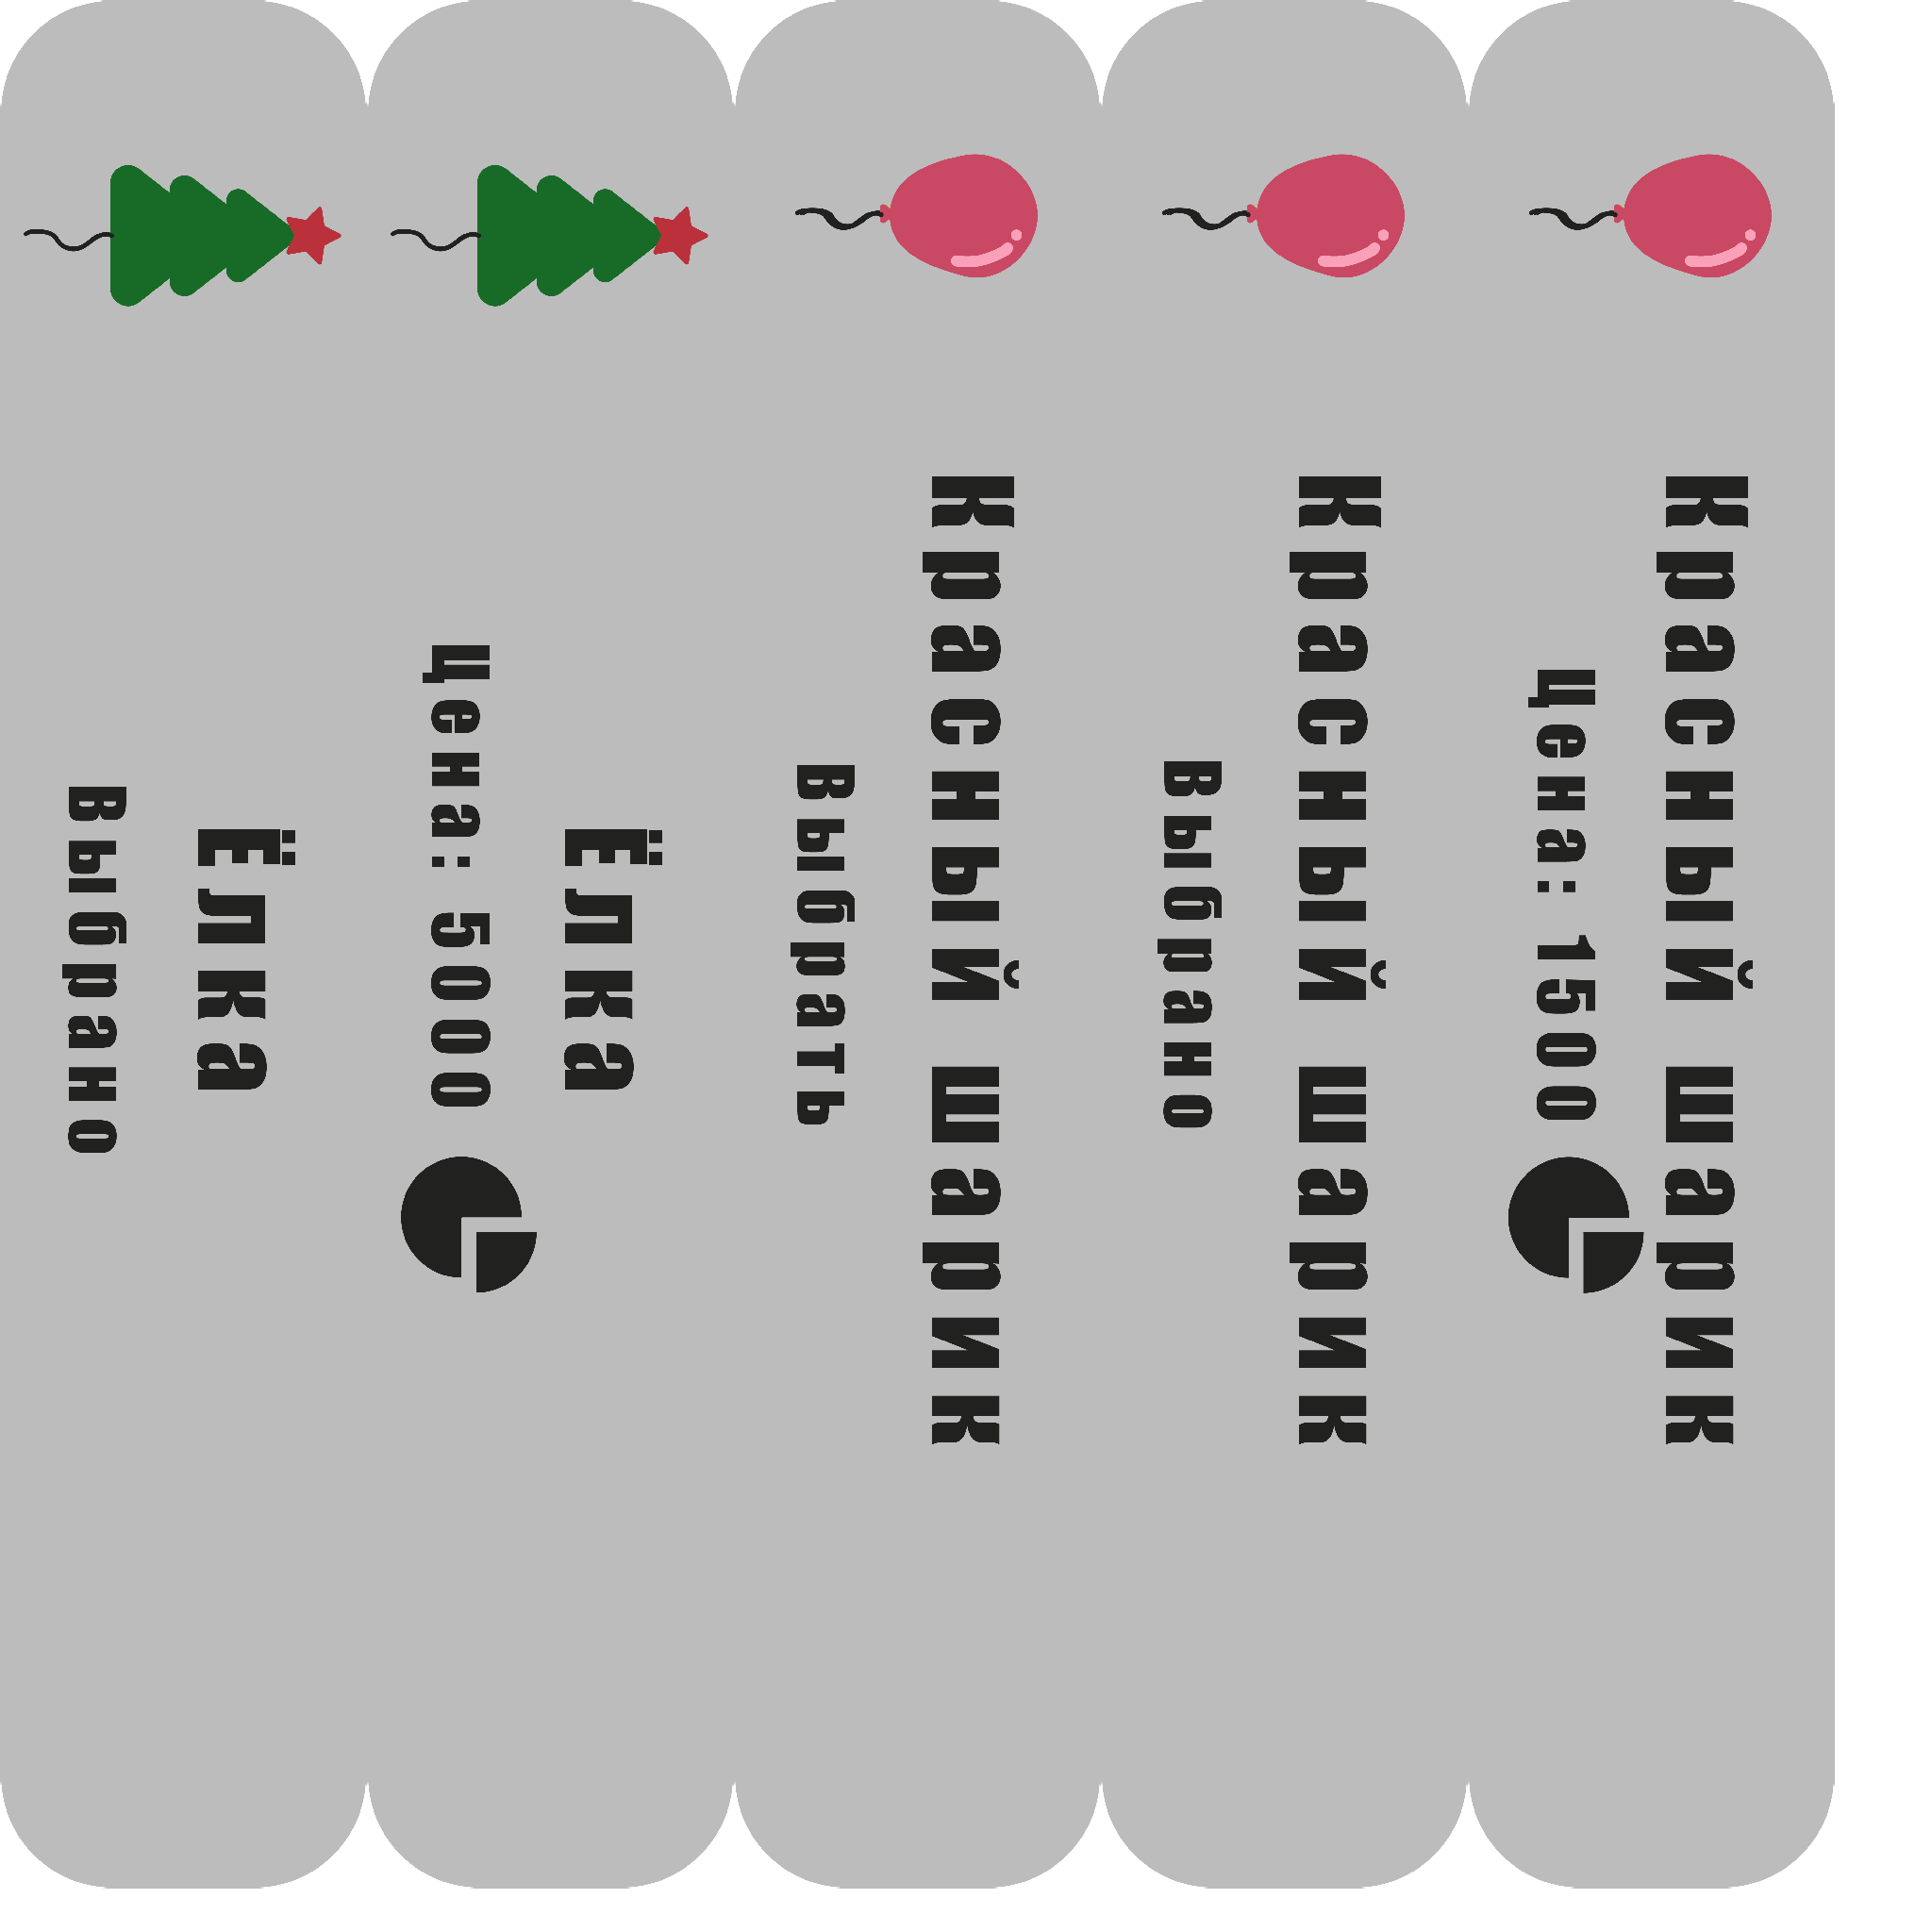 Красный шарик
Цена: 1500
Красный шарик
Выбрано
Красный шарик
Выбрать
Ёлка
Цена: 5000
Ёлка
Выбрано